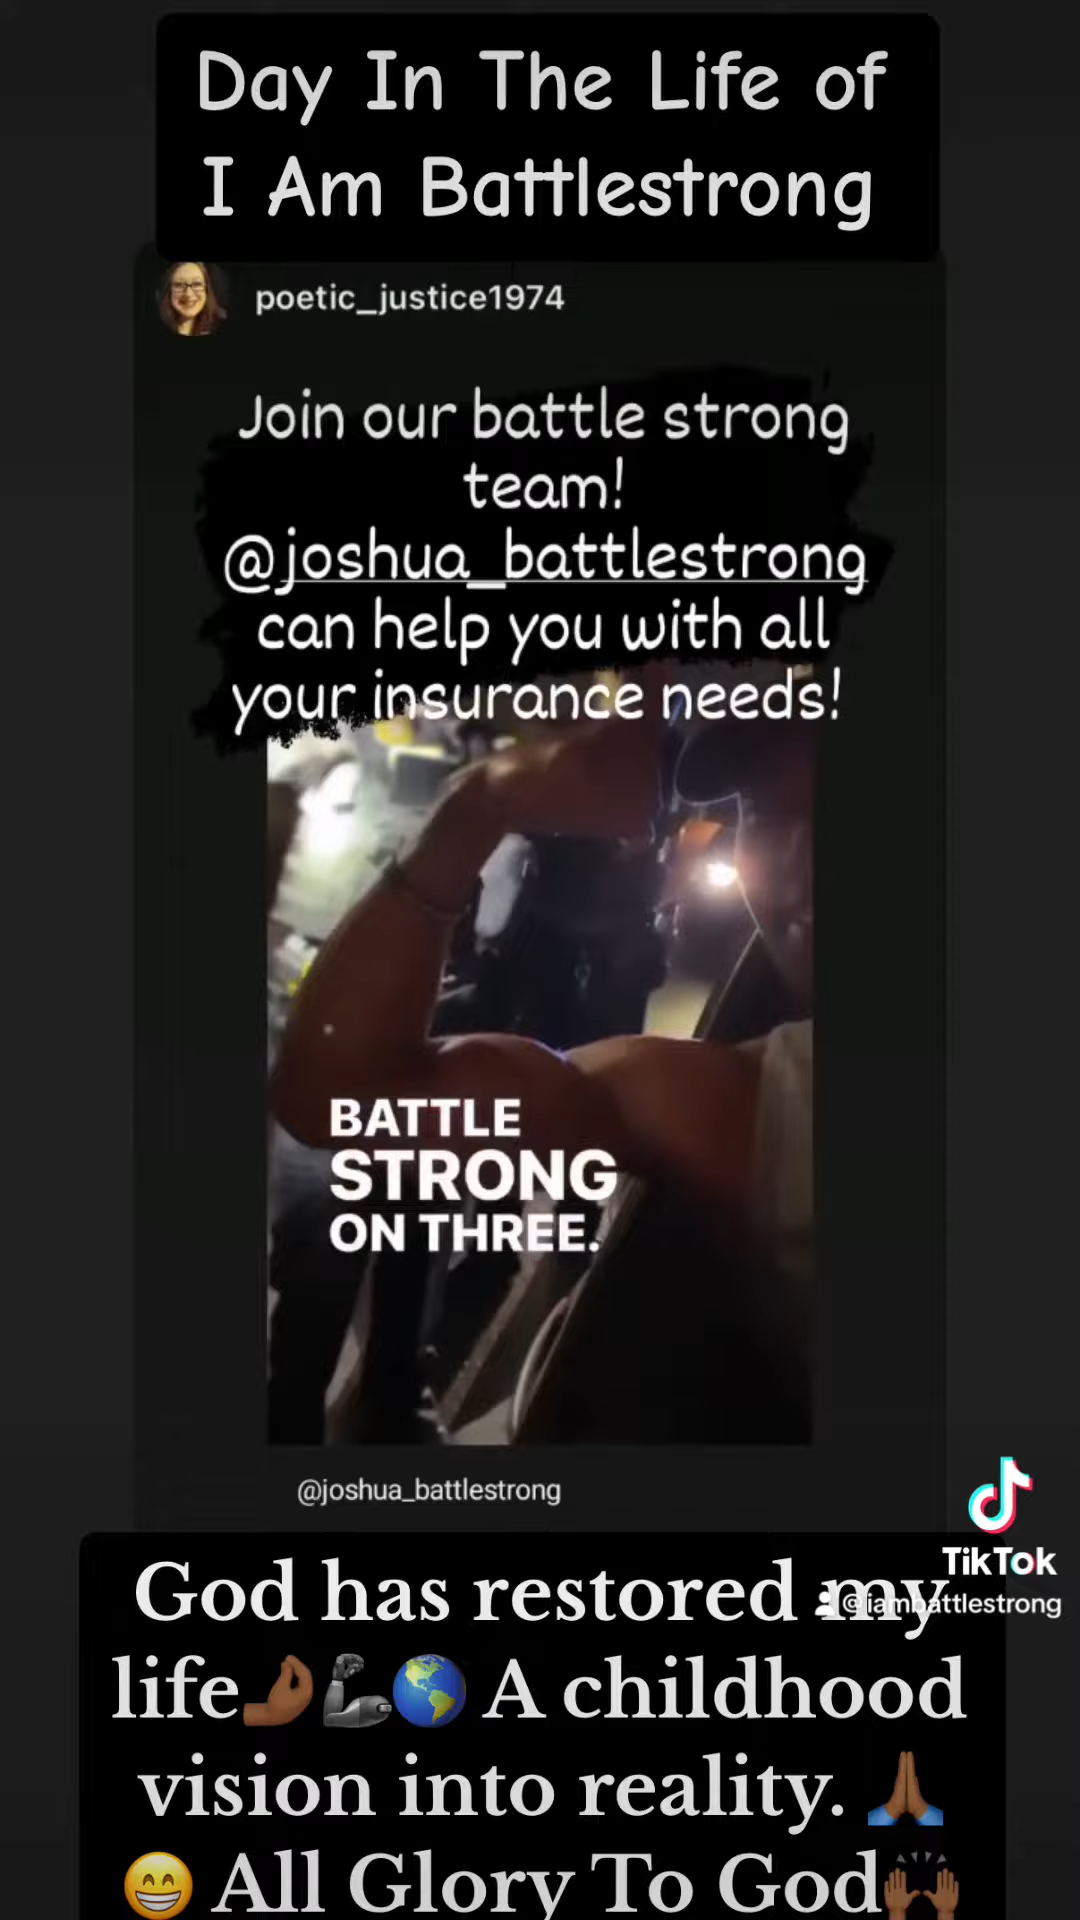 Day In The Life of
I Am Battlestrong
poetic_justice1974
Join our battle strong
team!
@joshua_battlestrong
can help you with all
your insurance needs!
BATTLE
STRONG
ON THREE.
@joshua_battlestrong
TikTok
@iambattlestrong
God has restored my
life🤌🏾🦾🌎 A childhood
vision into reality. 🙏🏾
😁 All Glory To God🙌🏾